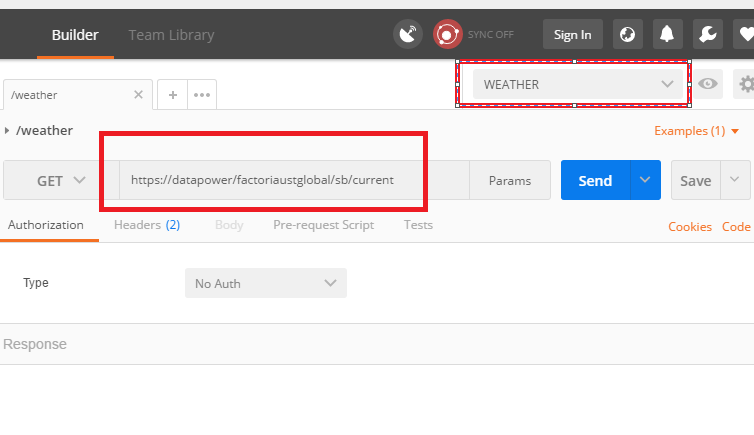 Builder Team Library SYNC OFF Sign In
/weather WEATHER
/weather Examples (1)
GET https://datapower/factoriaustglobal/sb/current Params Send Save
Authorization Headers (2) Body Pre-request Script Tests Cookies Code
Type No Auth
Response